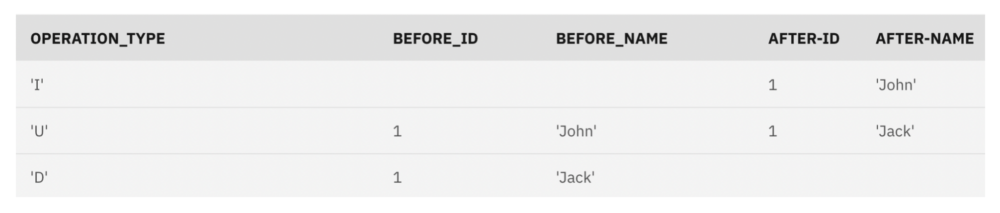 OPERATION_TYPE BEFORE_ID BEFORE_NAME AFTER-ID AFTER-NAME
'I' 1 'John'
'U' 1 'John' 1 'Jack'
'D' 1 'Jack'